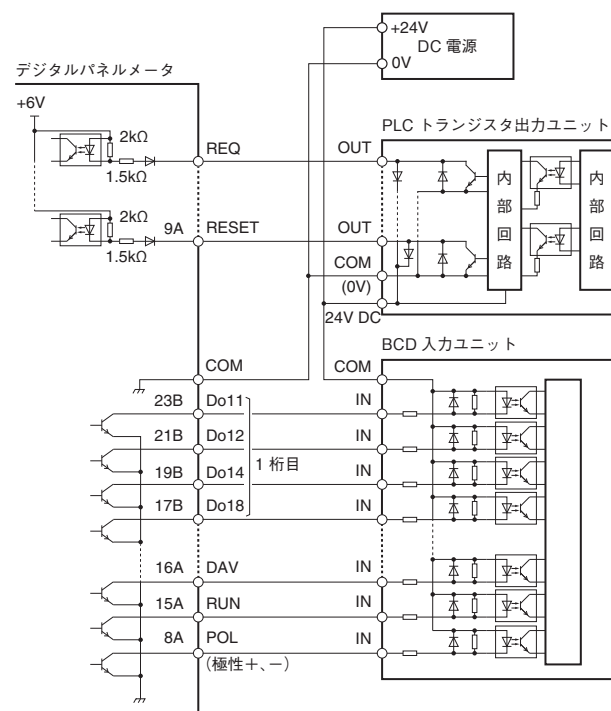 +24V
DC 電源
0V
デジタルパネルメータ
+6V
PLC トランジスタ出力ユニット
2kΩ
1.5kΩ
REQ
OUT
内部回路
内部回路
2kΩ
1.5kΩ
9A
RESET
OUT
COM
(0V)
24V DC
BCD 入力ユニット
COM
COM
23B
Do11
IN
21B
Do12
IN
1 桁目
19B
Do14
IN
17B
Do18
IN
16A
DAV
IN
15A
RUN
IN
8A
POL
IN
(極性＋、－)